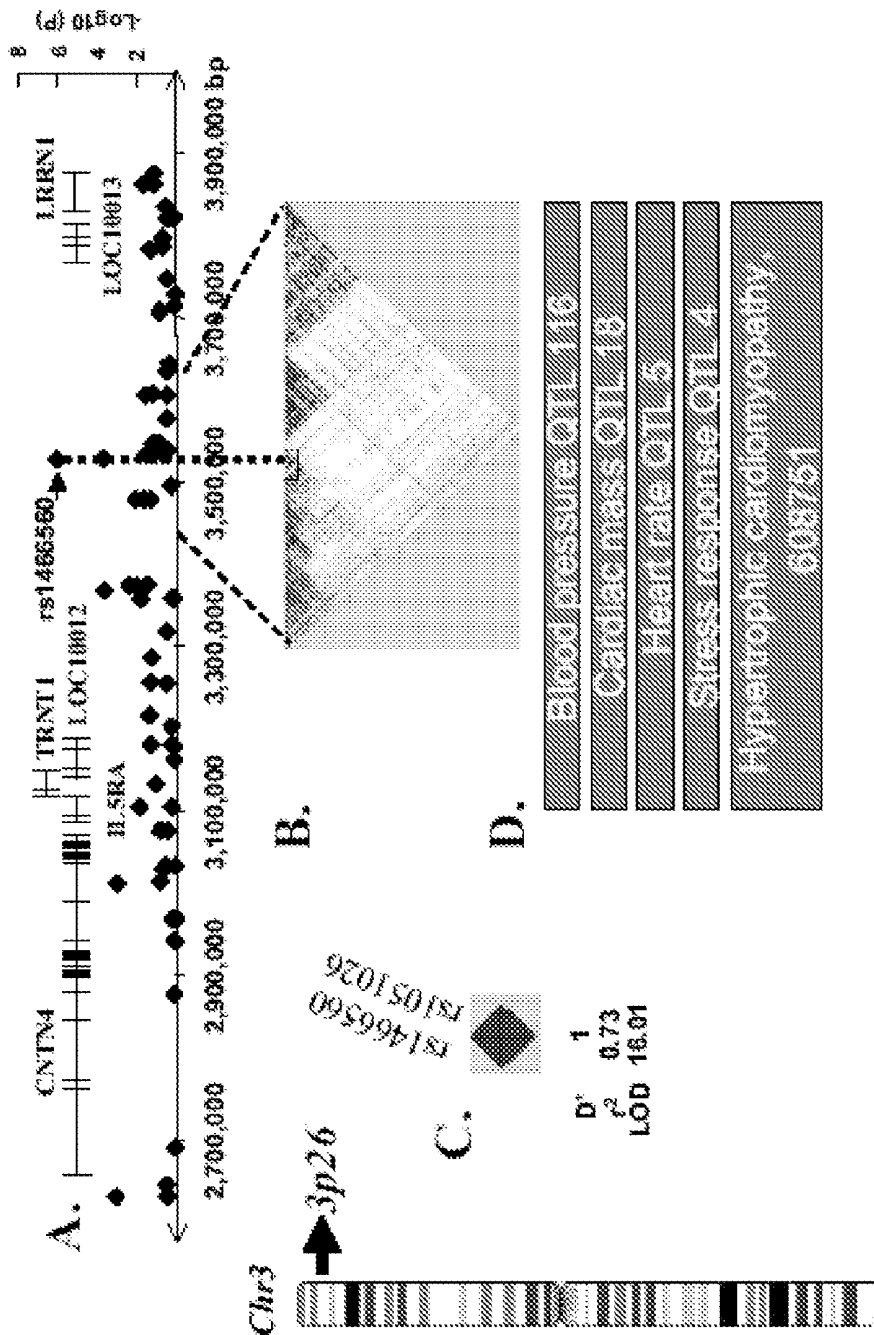 A.
CNTN4
IL5RA
TRNT1
LOC10012
rs1466560
LRRN1
LOC10013
-Log10 (P)
8
6
4
2
2,700,000
2,900,000
3,100,000
3,300,000
3,500,000
3,700,000
3,900,000 bp
Chr3
3p26
B.
C.
rs1466560
rs1051026
D' 1
r2 0.73
LOD 16.01
D.
Blood pressure QTL 116
Cardiac mass QTL 18
Heart rate QTL 5
Stress response QTL 4
Hypertrophic cardiomyopathy,
608751